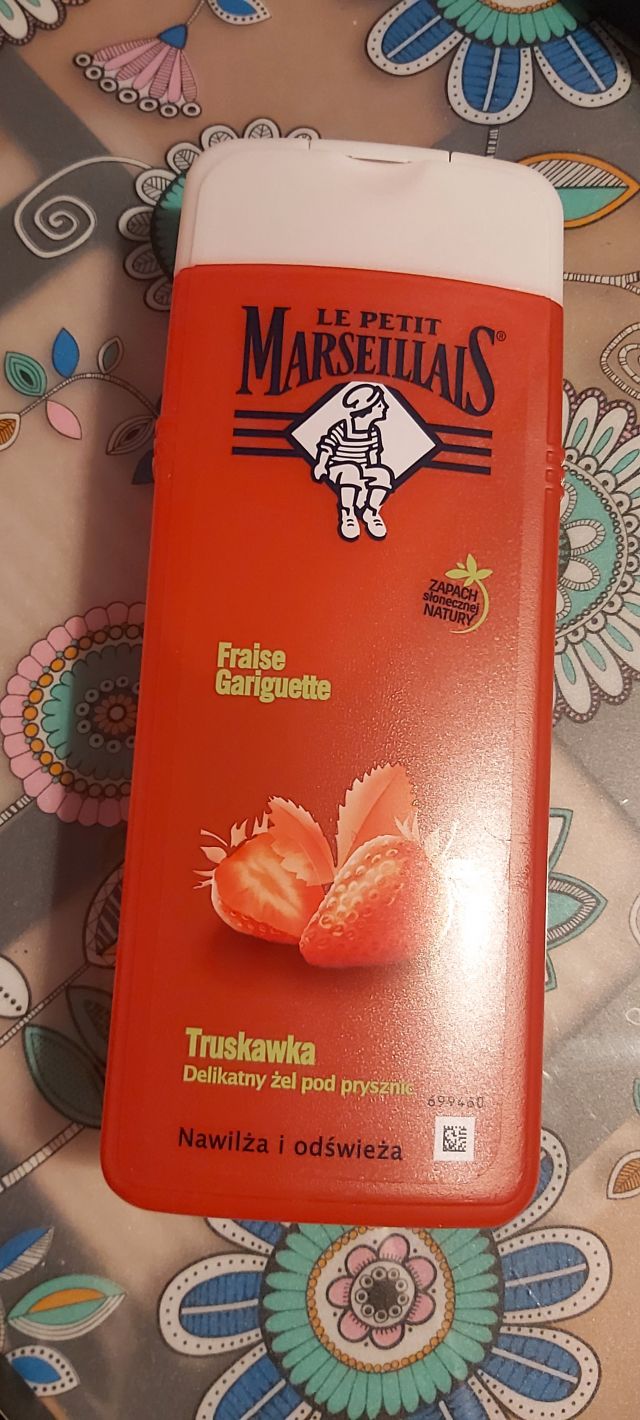 LE PETIT
MARSEILLAIS®
ZAPACH
słonecznej
NATURY
Fraise
Gariguette
Truskawka
Delikatny żel pod prysznic
699460
Nawilża i odświeża